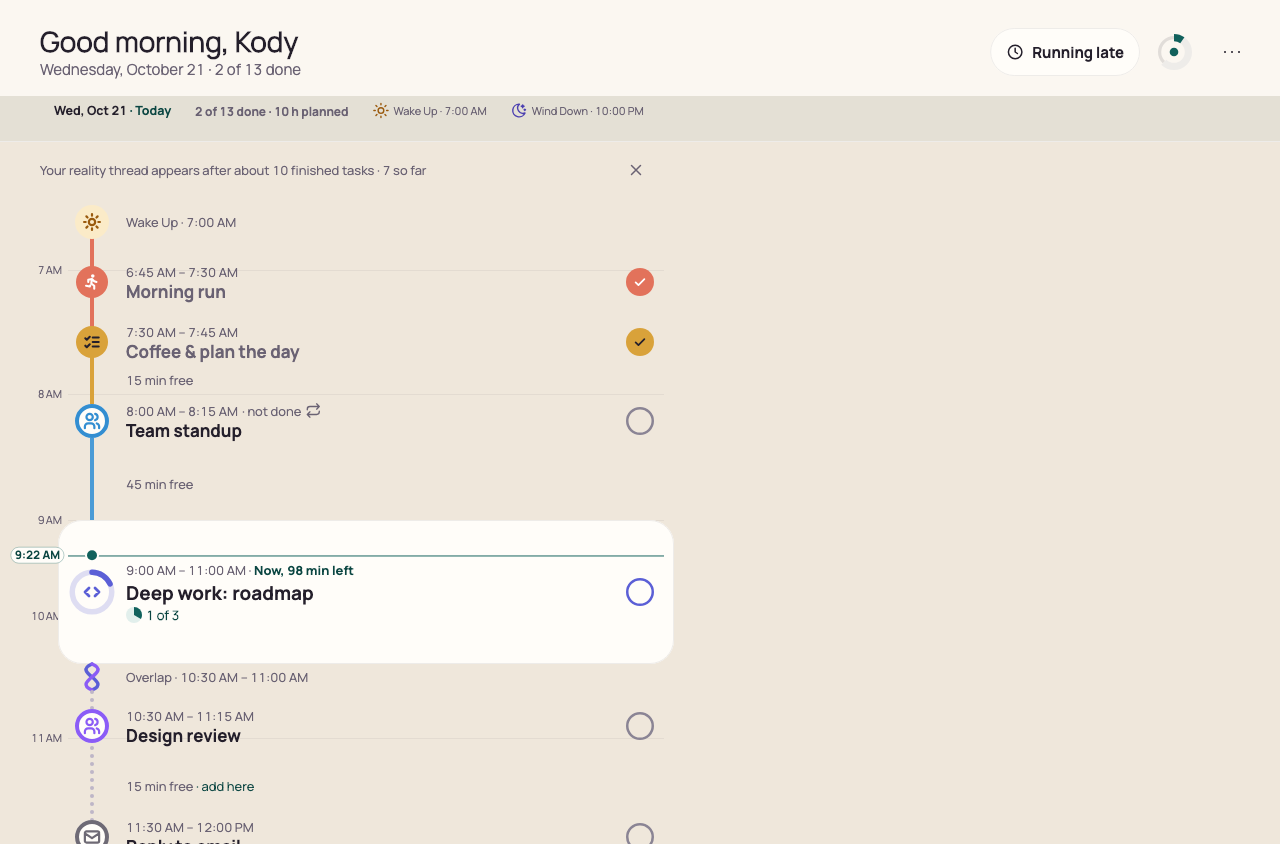 Good morning, Kody
Wednesday, October 21 · 2 of 13 done
Running late
Wed, Oct 21 · Today
2 of 13 done · 10 h planned
Wake Up · 7:00 AM
Wind Down · 10:00 PM
Your reality thread appears after about 10 finished tasks · 7 so far
Wake Up · 7:00 AM
7 AM
6:45 AM – 7:30 AM
Morning run
7:30 AM – 7:45 AM
Coffee & plan the day
15 min free
8 AM
8:00 AM – 8:15 AM · not done
Team standup
45 min free
9 AM
9:22 AM
9:00 AM – 11:00 AM · Now, 98 min left
Deep work: roadmap
1 of 3
10 AM
Overlap · 10:30 AM – 11:00 AM
10:30 AM – 11:15 AM
Design review
11 AM
15 min free · add here
11:30 AM – 12:00 PM
Reply to email